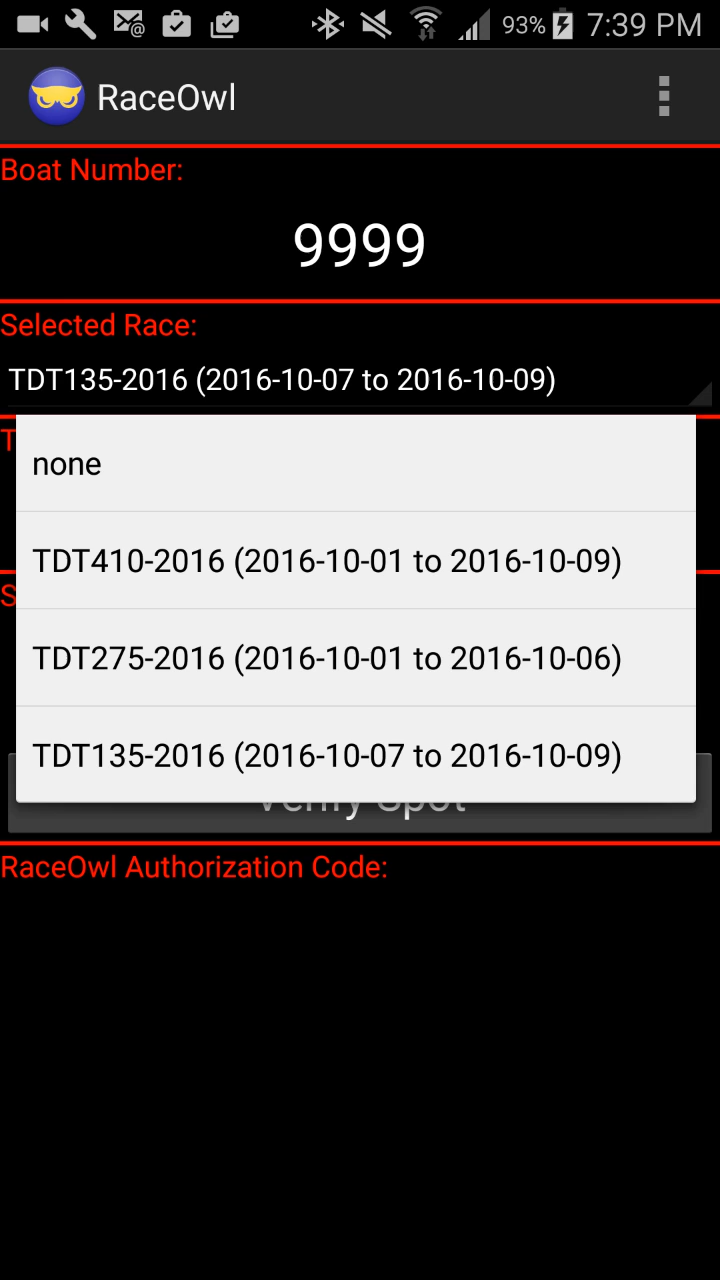 93% 7:39 PM
RaceOwl
Boat Number:
9999
Selected Race:
TDT135-2016 (2016-10-07 to 2016-10-09)
T
none
TDT410-2016 (2016-10-01 to 2016-10-09)
S
TDT275-2016 (2016-10-01 to 2016-10-06)
TDT135-2016 (2016-10-07 to 2016-10-09)
Verify Spot
RaceOwl Authorization Code: